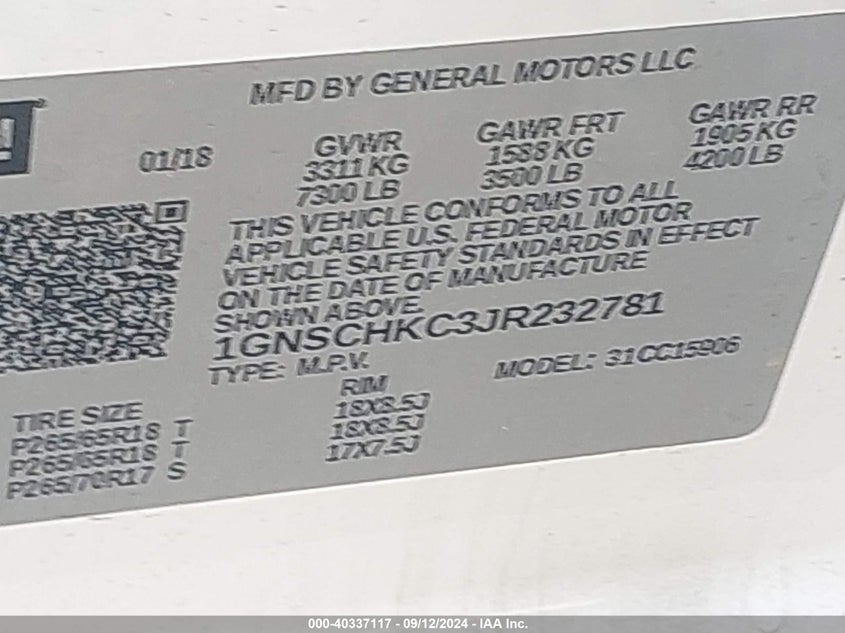 MFD BY GENERAL MOTORS LLC
01/18
GVWR
3311 KG
7300 LB
GAWR FRT
1588 KG
3500 LB
GAWR RR
1905 KG
4200 LB
THIS VEHICLE CONFORMS TO ALL
APPLICABLE U.S. FEDERAL MOTOR
VEHICLE SAFETY STANDARDS IN EFFECT
ON THE DATE OF MANUFACTURE
SHOWN ABOVE
1GNSCHKC3JR232781
TYPE: M.P.V.
MODEL: 31CC15906
TIRE SIZE
P265/65R18 T
P265/65R18 T
P265/70R17 S
RIM
18X8.5J
18X8.5J
17X7.5J
000-40337117 - 09/12/2024 - IAA Inc.